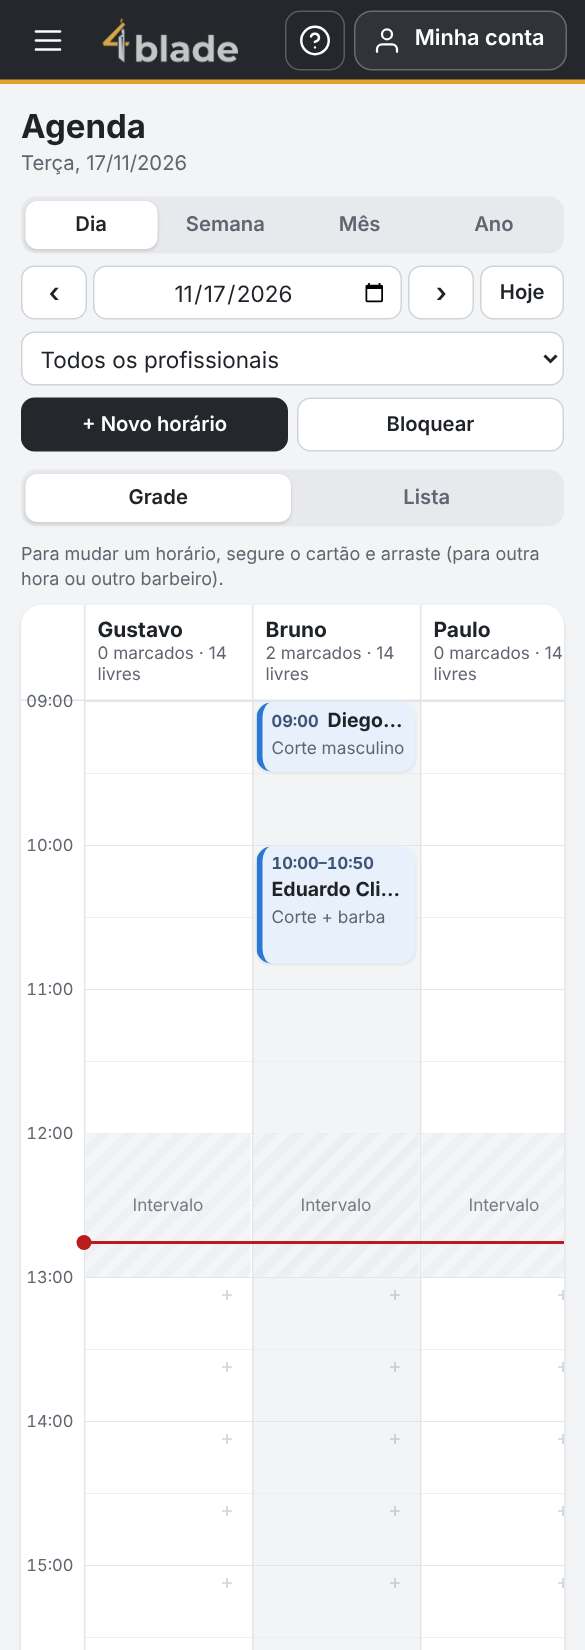 4blade
Minha conta
Agenda
Terça, 17/11/2026
Dia Semana Mês Ano
‹ 11/17/2026 › Hoje
Todos os profissionais
+ Novo horário Bloquear
Grade Lista
Para mudar um horário, segure o cartão e arraste (para outra
hora ou outro barbeiro).
Gustavo Bruno Paulo
0 marcados · 14 2 marcados · 14 0 marcados · 14
livres livres livres
09:00
09:00 Diego...
Corte masculino
10:00
10:00–10:50
Eduardo Cli...
Corte + barba
11:00
12:00
Intervalo Intervalo Intervalo
13:00
+ + +
+ + +
14:00
+ + +
+ + +
15:00
+ + +